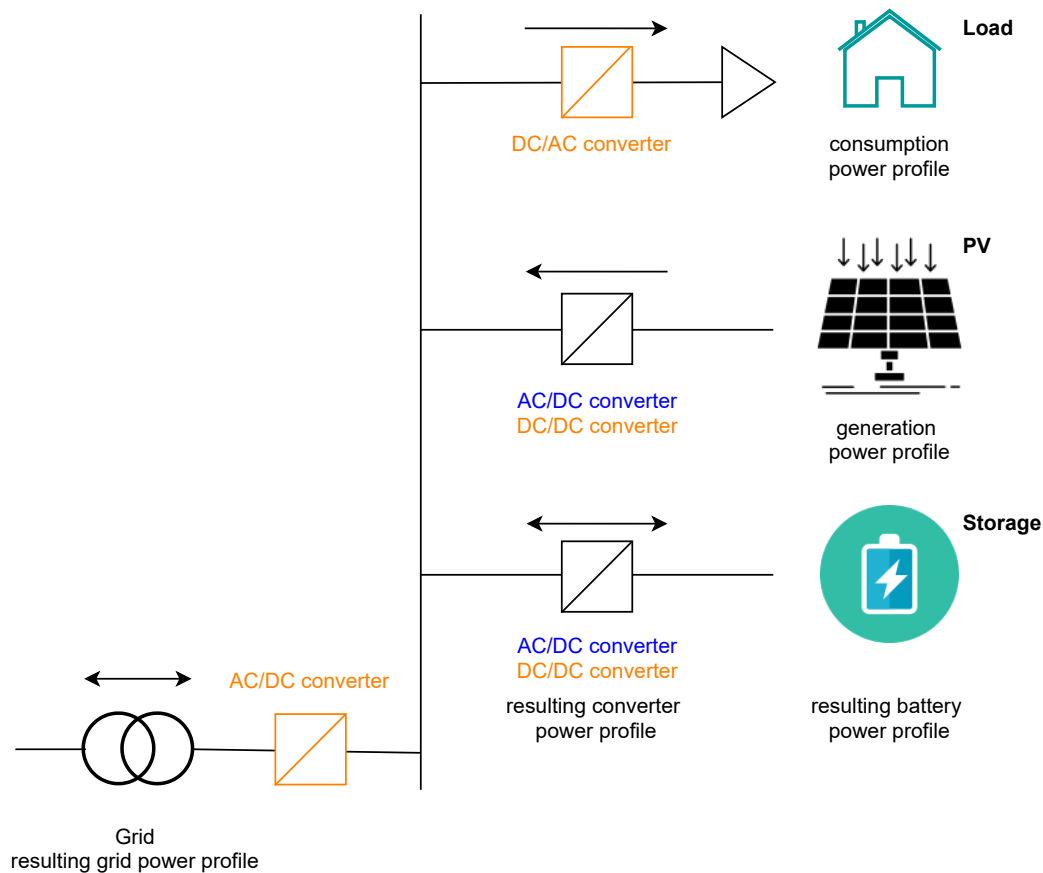 Load
DC/AC converter
consumption
power profile
PV
AC/DC converter
DC/DC converter
generation
power profile
Storage
AC/DC converter
DC/DC converter
resulting converter
power profile
resulting battery
power profile
AC/DC converter
Grid
resulting grid power profile